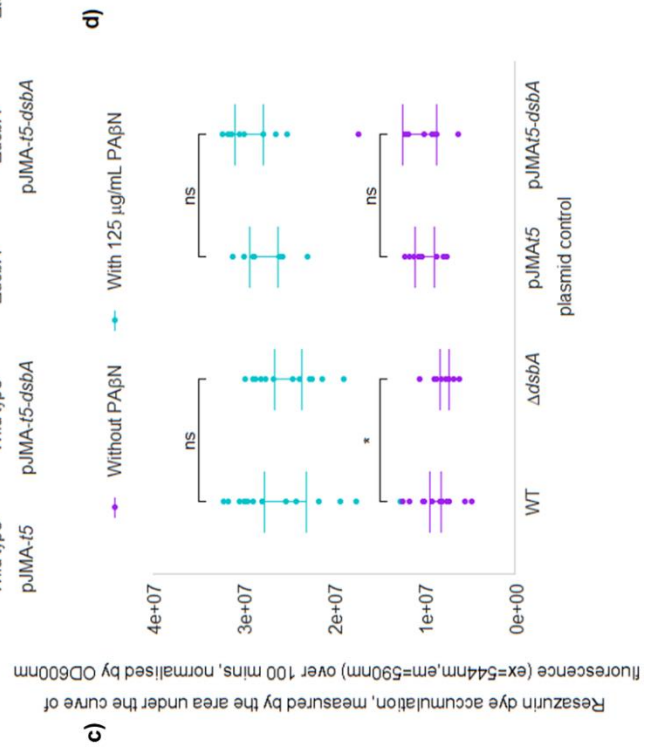 d)
pJMA-t5
pJMA-t5-dsbA
pJMA-t5-dsbA
Without PAβN
With 125 µg/mL PAβN
c)
Resazurin dye accumulation, measured by the area under the curve of
fluorescence (ex=544nm,em=590nm) over 100 mins, normalised by OD600nm
4e+07
3e+07
2e+07
1e+07
0e+00
ns
ns
*
ns
WT
ΔdsbA
pJMAt5
pJMAt5-dsbA
plasmid control